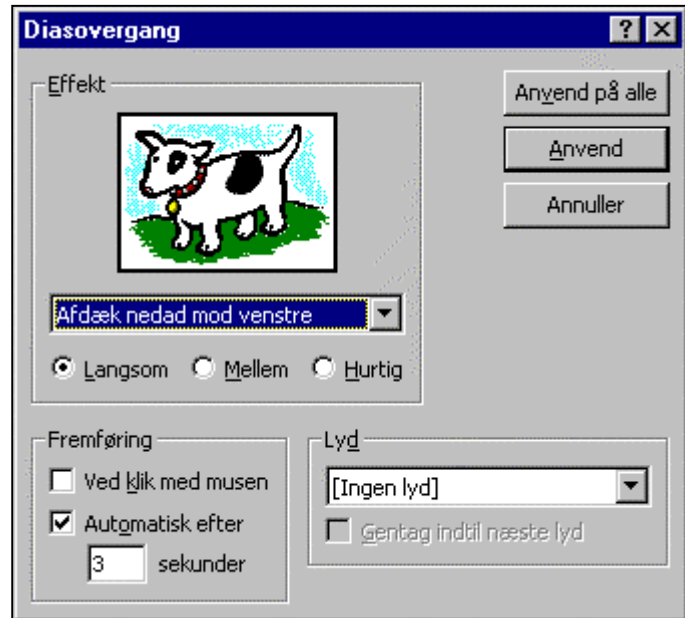 Diasovergang
Effekt
Anvend på alle
Anvend
Annuller
Afdæk nedad mod venstre
Langsom Mellem Hurtig
Fremføring
Ved klik med musen
Automatisk efter
3 sekunder
Lyd
[Ingen lyd]
Gentag indtil næste lyd